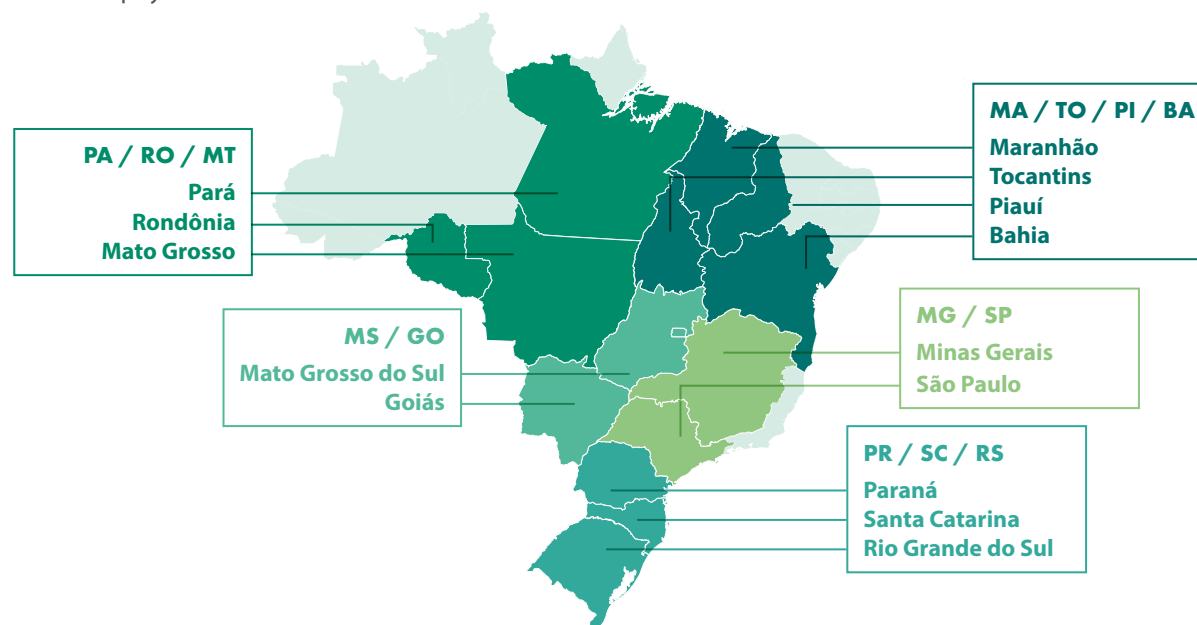 PA / RO / MT
Pará
Rondônia
Mato Grosso
MA / TO / PI / BA
Maranhão
Tocantins
Piauí
Bahia
MS / GO
Mato Grosso do Sul
Goiás
MG / SP
Minas Gerais
São Paulo
PR / SC / RS
Paraná
Santa Catarina
Rio Grande do Sul